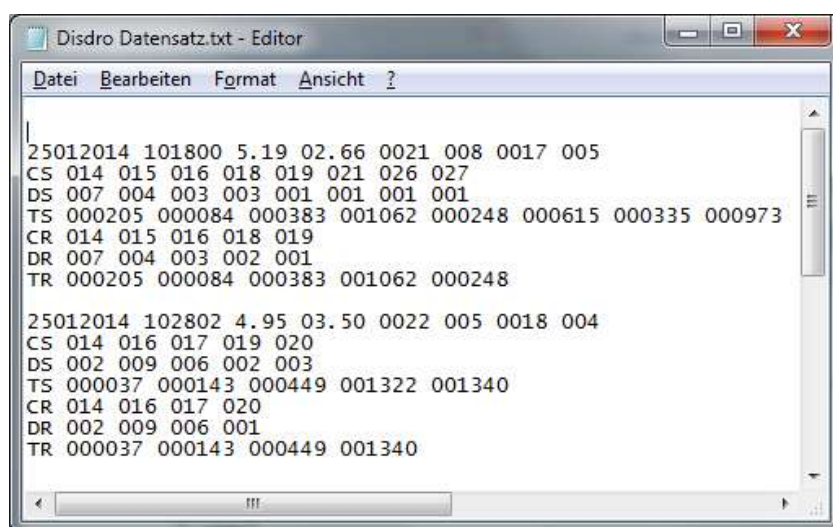 Disdro Datensatz.txt - Editor
Datei Bearbeiten Format Ansicht ?
25012014 101800 5.19 02.66 0021 008 0017 005
CS 014 015 016 018 019 021 026 027
DS 007 004 003 003 001 001 001 001
TS 000205 000084 000383 001062 000248 000615 000335 000973
CR 014 015 016 018 019
DR 007 004 003 002 001
TR 000205 000084 000383 001062 000248
25012014 102802 4.95 03.50 0022 005 0018 004
CS 014 016 017 019 020
DS 002 009 006 002 003
TS 000037 000143 000449 001322 001340
CR 014 016 017 020
DR 002 009 006 001
TR 000037 000143 000449 001340